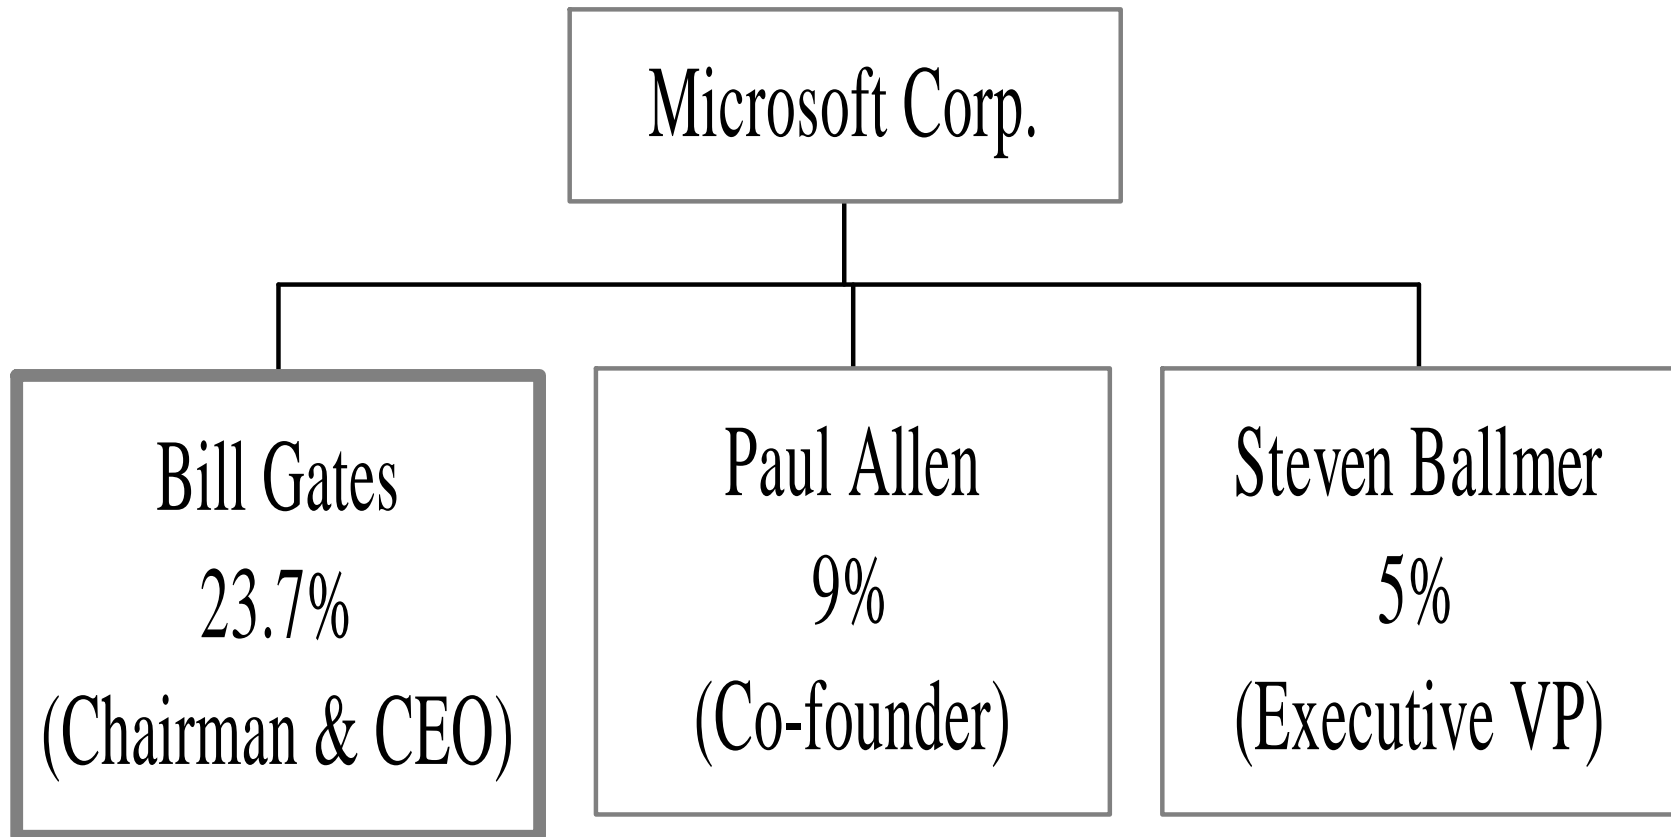 Microsoft Corp.
Bill Gates
23.7%
(Chairman & CEO)
Paul Allen
9%
(Co-founder)
Steven Ballmer
5%
(Executive VP)